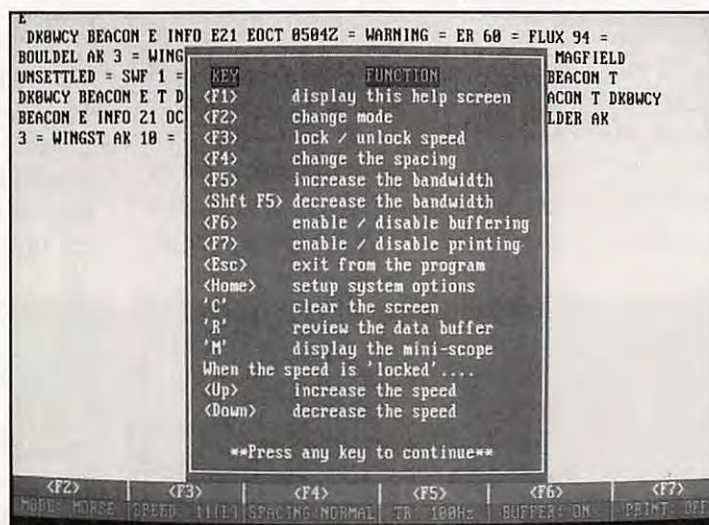 E
DK0WCY BEACON E INFO E21 EOCT 0504Z = WARNING = ER 60 = FLUX 94 =
BOULDEL AK 3 = WING MAGFIELD
UNSETTLED = SWF 1 = BEACON T
DK0WCY BEACON E T D ACON T DK0WCY
BEACON E INFO 21 OC LDER AK
3 = WINGST AK 10 =
KEY FUNCTION
<F1> display this help screen
<F2> change mode
<F3> lock / unlock speed
<F4> change the spacing
<F5> increase the bandwidth
<Shft F5> decrease the bandwidth
<F6> enable / disable buffering
<F7> enable / disable printing
<Esc> exit from the program
<Home> setup system options
'C' clear the screen
'R' review the data buffer
'M' display the mini-scope
When the speed is 'locked'....
<Up> increase the speed
<Down> decrease the speed
**Press any key to continue**
<F2> <F3> <F4> <F5> <F6> <F7>
MODE: MORSE SPEED: 11(L) SPACING:NORMAL TR: 100Hz BUFFER: ON PRINT: OFF